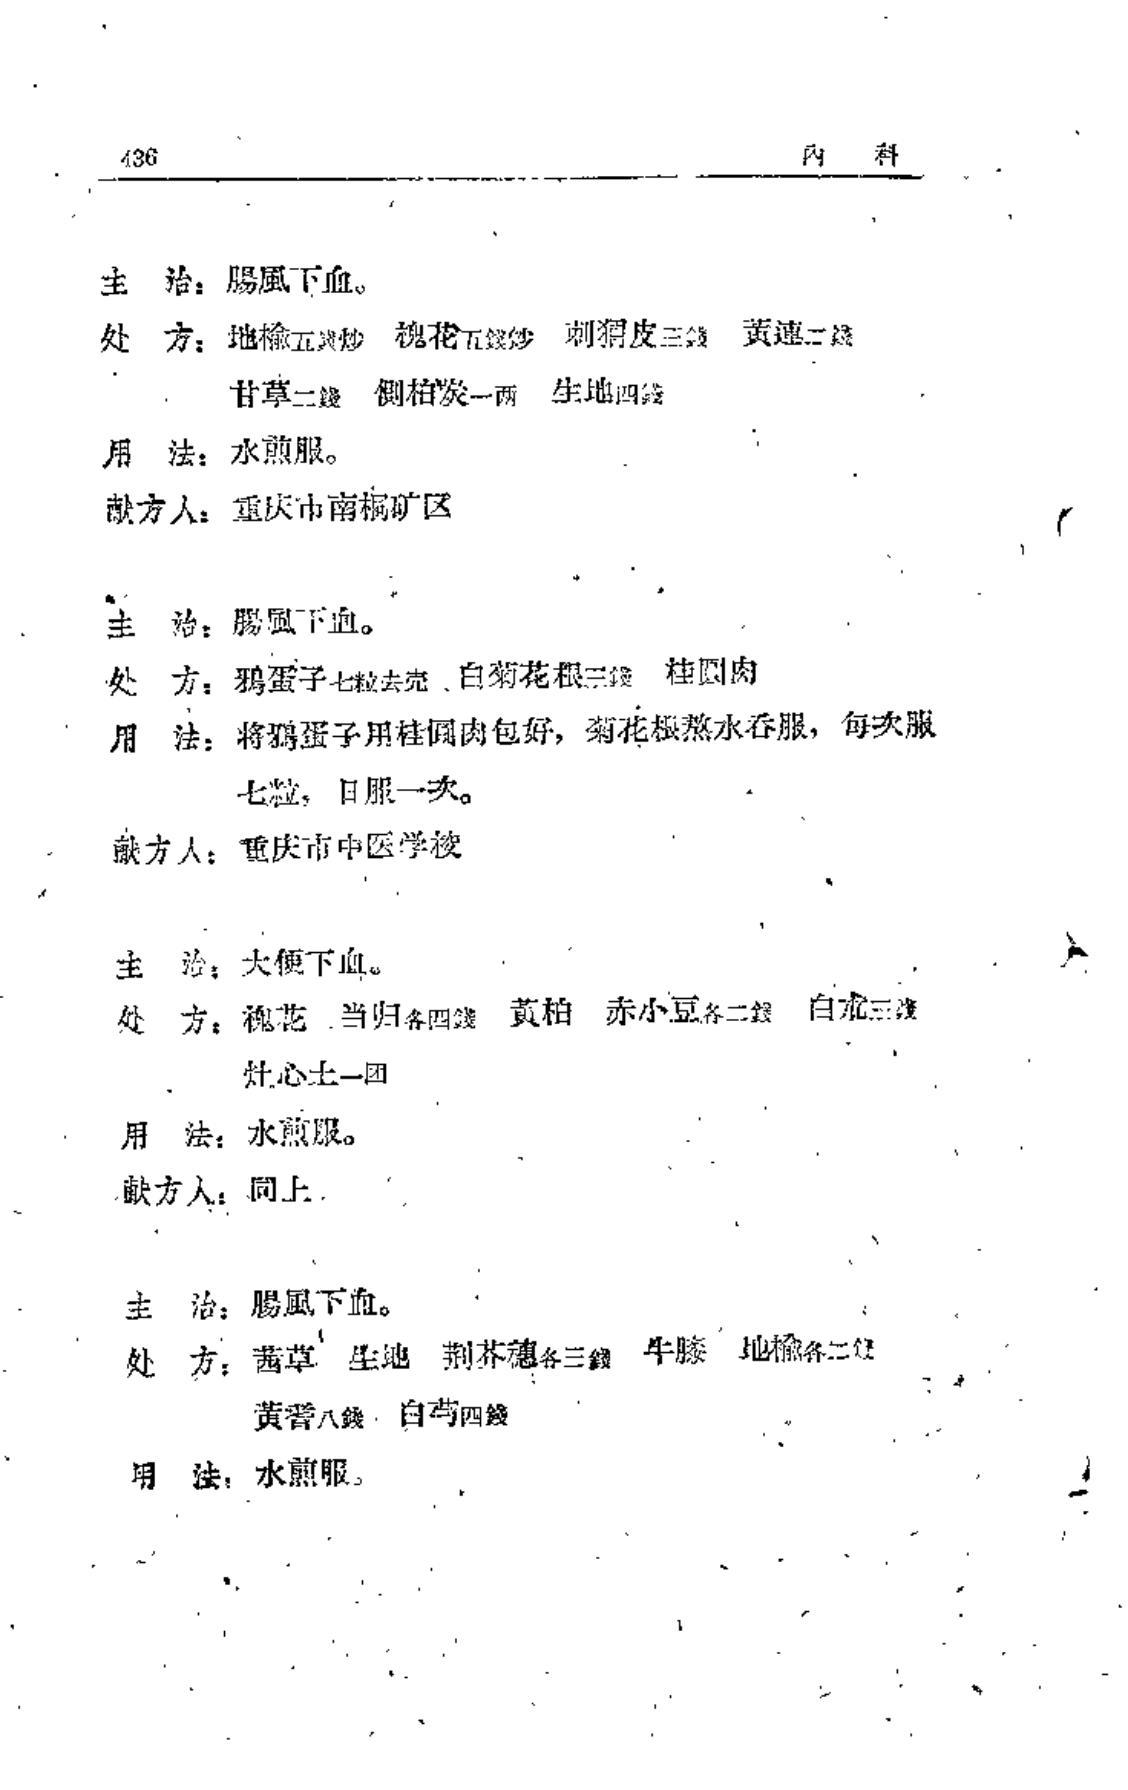 436 内 科
主 治：腸風下血。
处 方：地榆五錢炒 槐花五錢炒 刺猬皮三錢 黃連二錢
甘草二錢 側柏炭一两 生地四錢
用 法：水煎服。
献方人：重庆市南桐矿区
主 治：腸風下血。
处 方：鴉蛋子七粒去壳 白菊花根三錢 桂圆肉
用 法：将鴉蛋子用桂圆肉包好，菊花根熬水吞服，每次服
七粒，日服一次。
献方人：重庆市中医学校
主 治：大便下血。
处 方：槐花 当归各四錢 黃柏 赤小豆各二錢 白朮三錢
灶心土一团
用 法：水煎服。
献方人：同上
主 治：腸風下血。
处 方：茜草 生地 荆芥穗各三錢 牛膝 地榆各二錢
黃耆八錢 白芍四錢
用 法：水煎服。